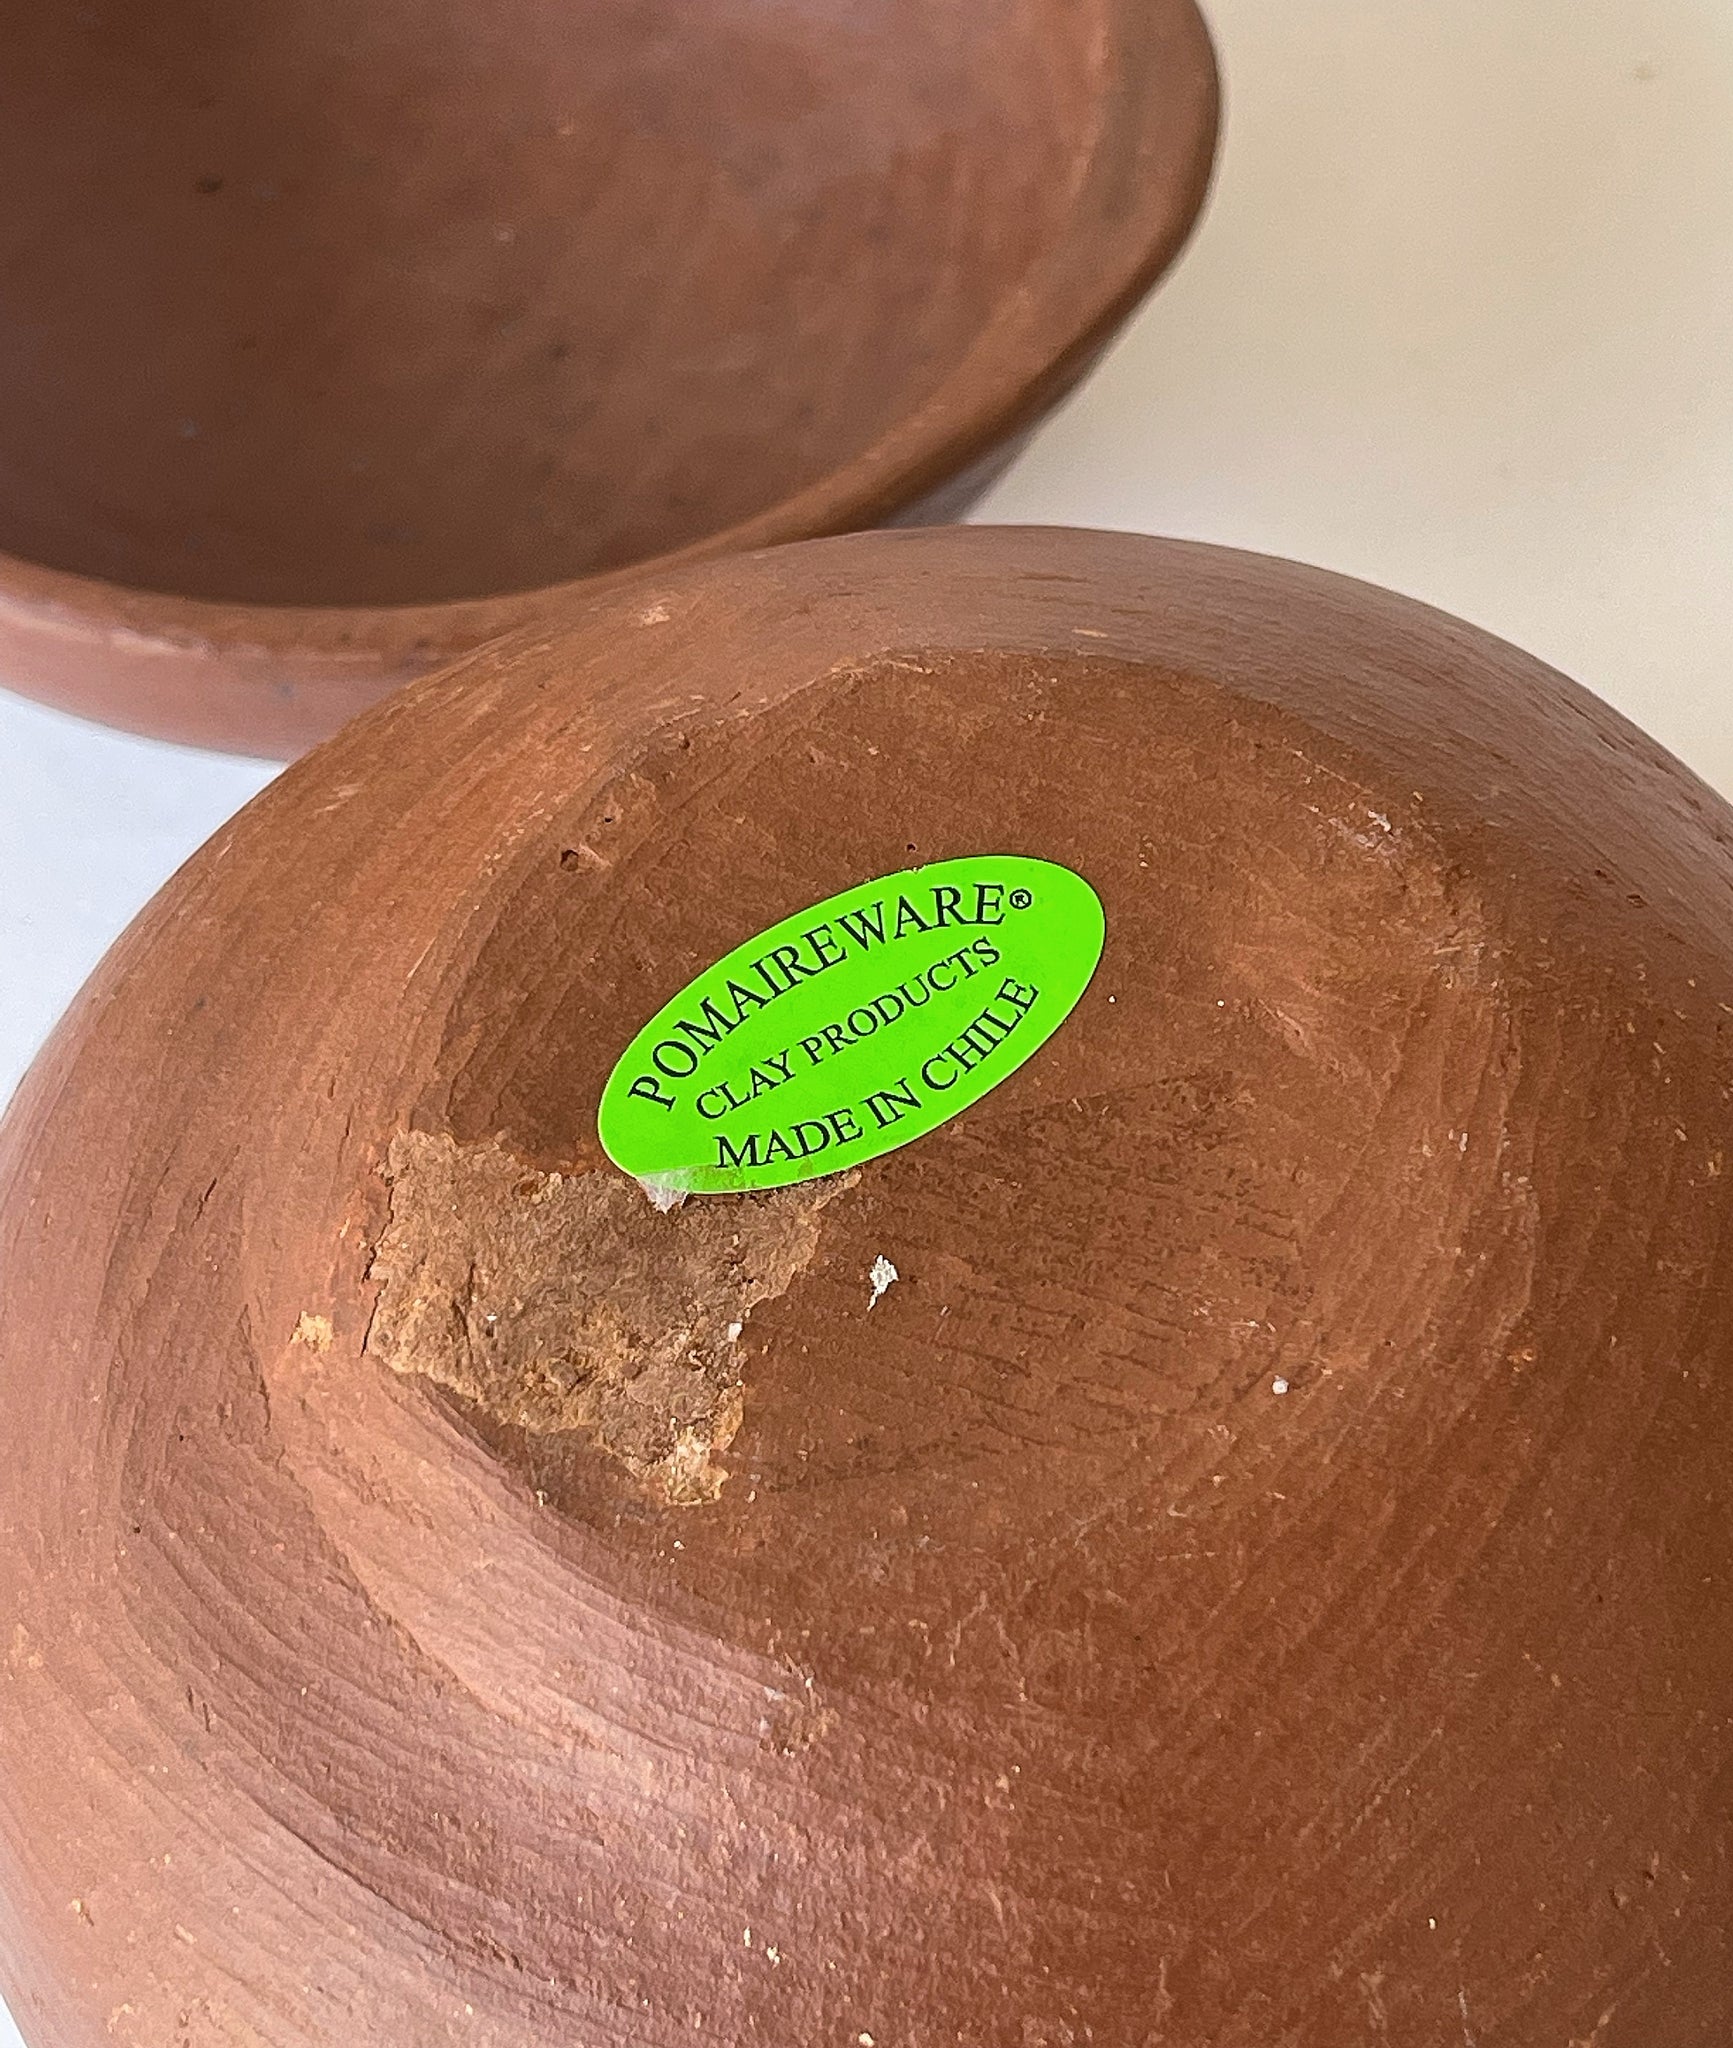 POMAIREWARE®
CLAY PRODUCTS
MADE IN CHILE